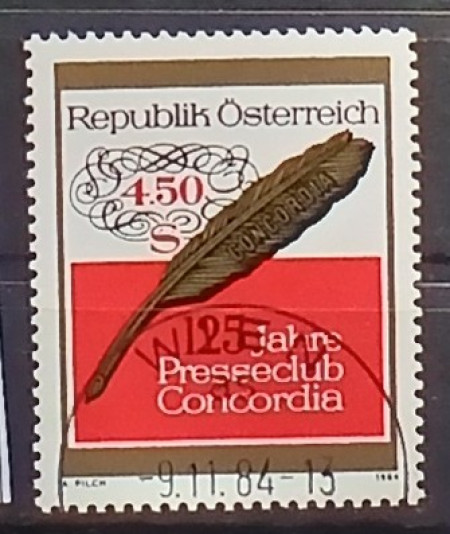 Republik Österreich
4.50
S
CONCORDIA
125 Jahre
Presseclub
Concordia
WIEN
-9.11.84-13
A. PILCH
1984